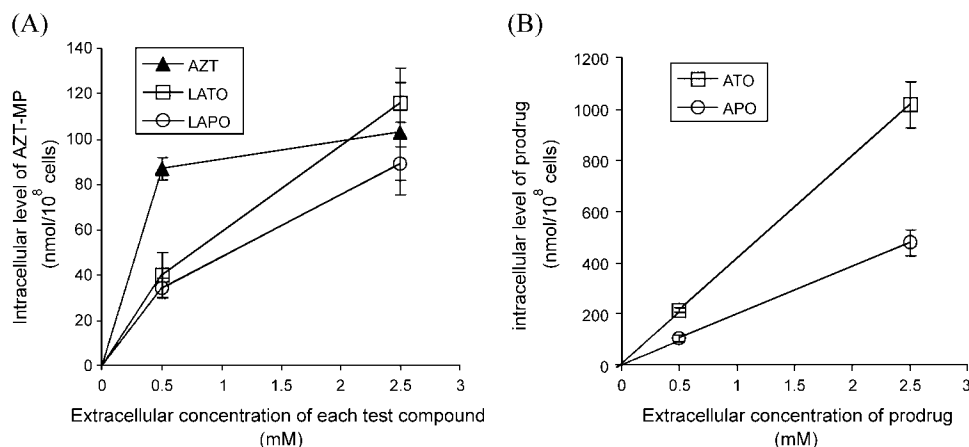 (A)
Intracellular level of AZT-MP
(nmol/10⁸ cells)
140
120
100
80
60
40
20
0
AZT
LATO
LAPO
0 0.5 1 1.5 2 2.5 3
Extracellular concentration of each test compound
(mM)
(B)
intracellular level of prodrug
(nmol/10⁸ cells)
1200
1000
800
600
400
200
0
ATO
APO
0 0.5 1 1.5 2 2.5 3
Extracellular concentration of prodrug
(mM)